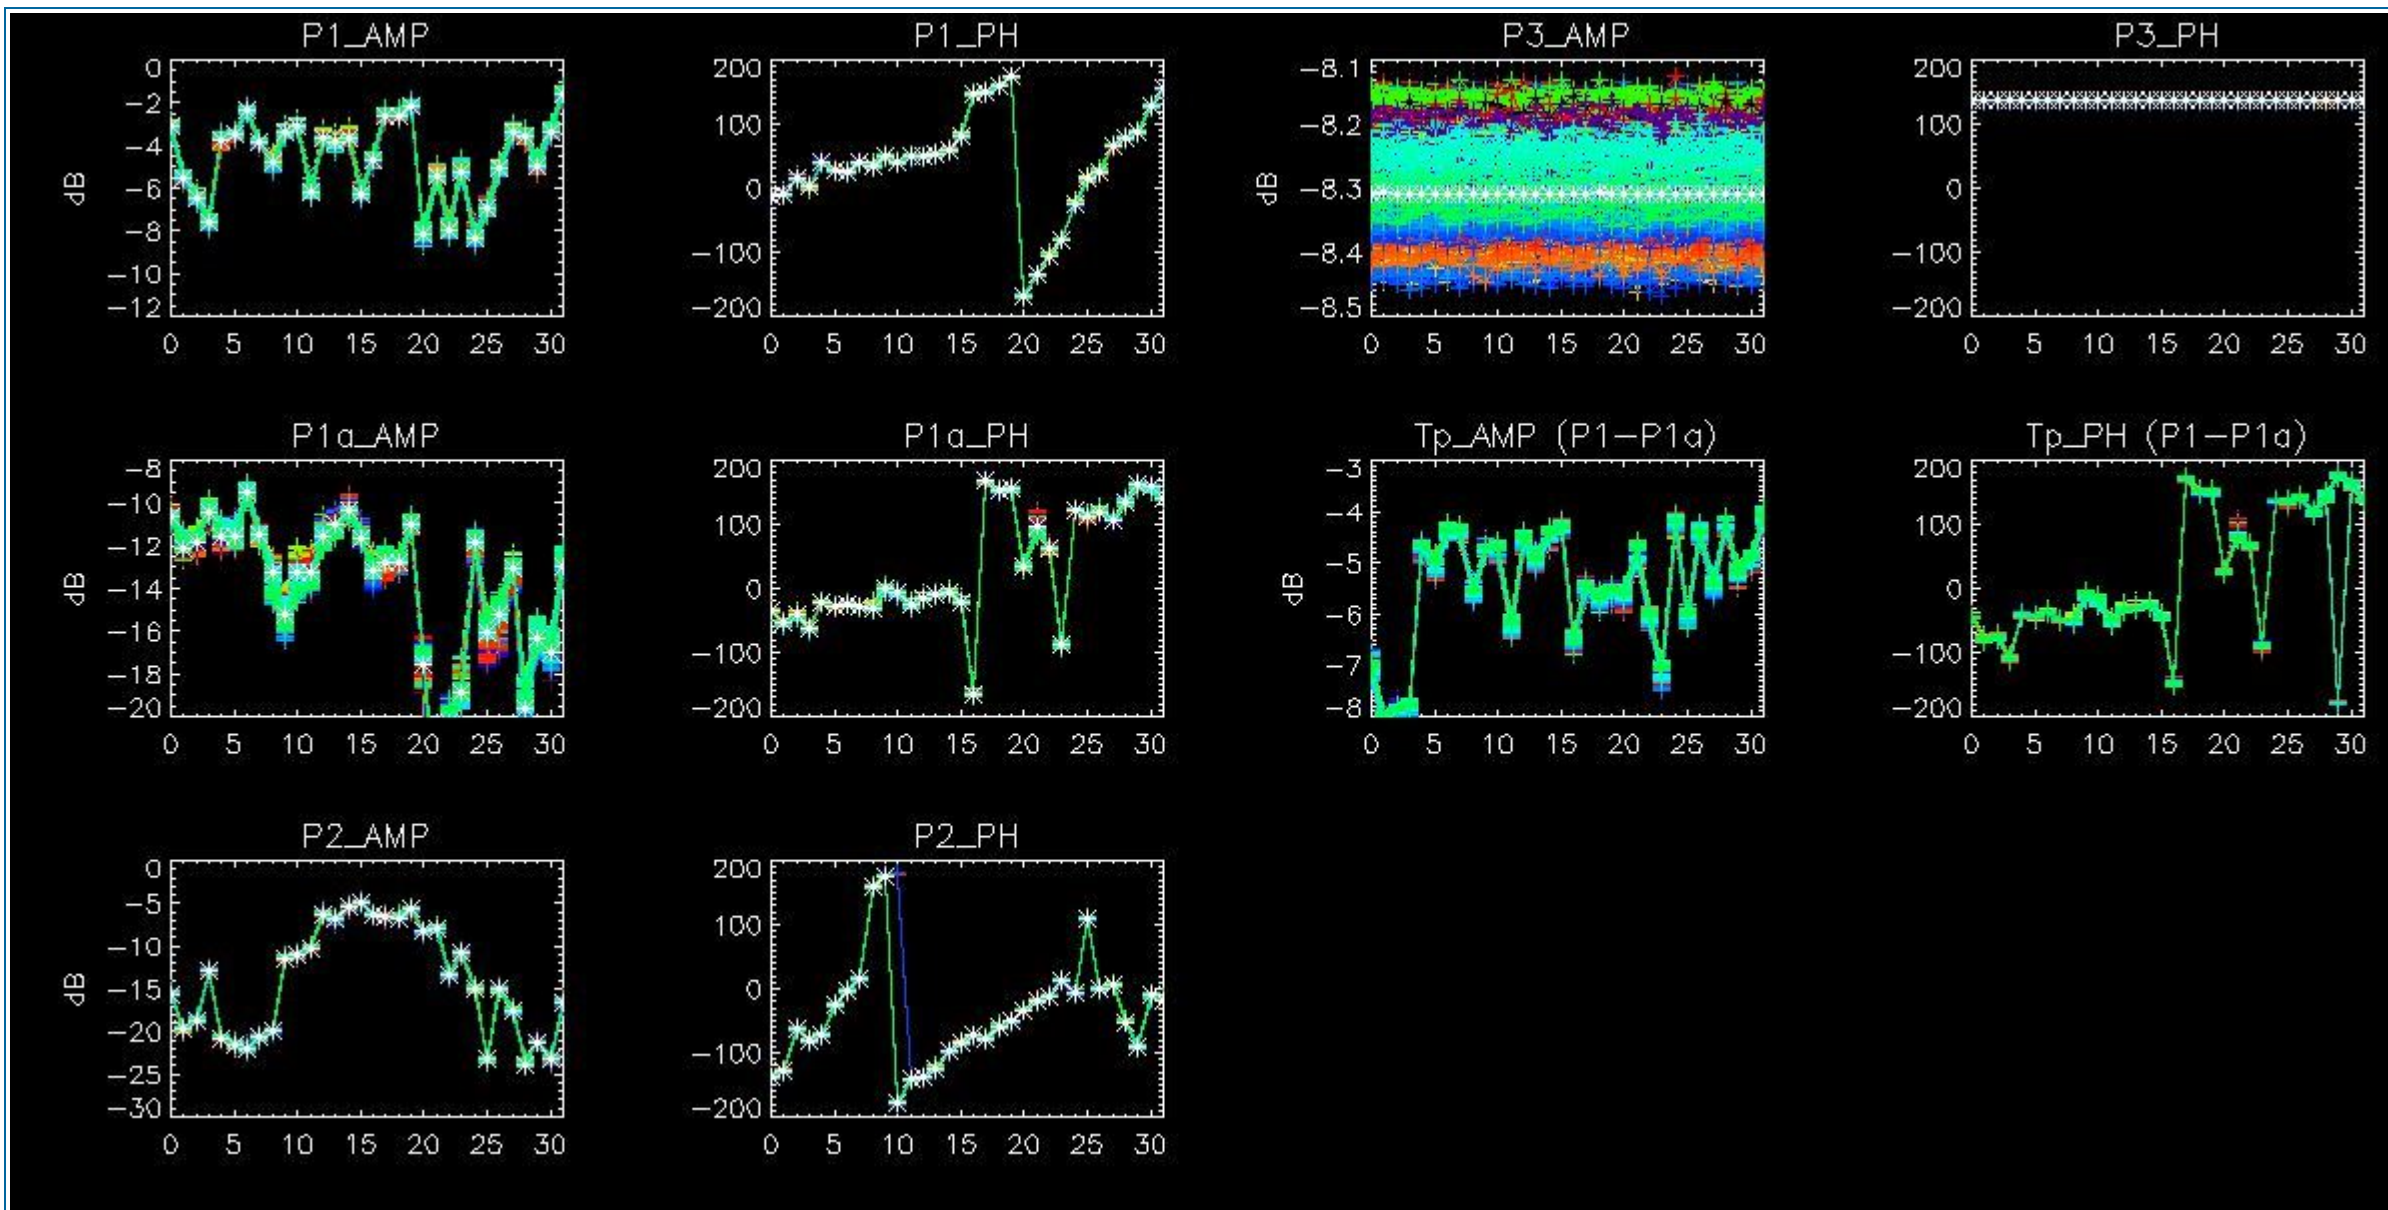 P1_AMP P1_PH P3_AMP P3_PH
0 200 -8.1 200
-2 100 -8.2 100
-4 0 -8.3 0
-6 -100 -8.4 -100
-8 -200 -8.5 -200
-10
-12
dB dB
0 5 10 15 20 25 30 0 5 10 15 20 25 30 0 5 10 15 20 25 30 0 5 10 15 20 25 30
P1a_AMP P1a_PH Tp_AMP (P1-P1a) Tp_PH (P1-P1a)
-8 200 -3 200
-10 100 -4 100
-12 0 -5 0
-14 -100 -6 -100
-16 -200 -7 -200
-18 -8
-20
dB dB
0 5 10 15 20 25 30 0 5 10 15 20 25 30 0 5 10 15 20 25 30 0 5 10 15 20 25 30
P2_AMP P2_PH
0 200
-5 100
-10 0
-15 -100
-20 -200
-25
-30
dB
0 5 10 15 20 25 30 0 5 10 15 20 25 30